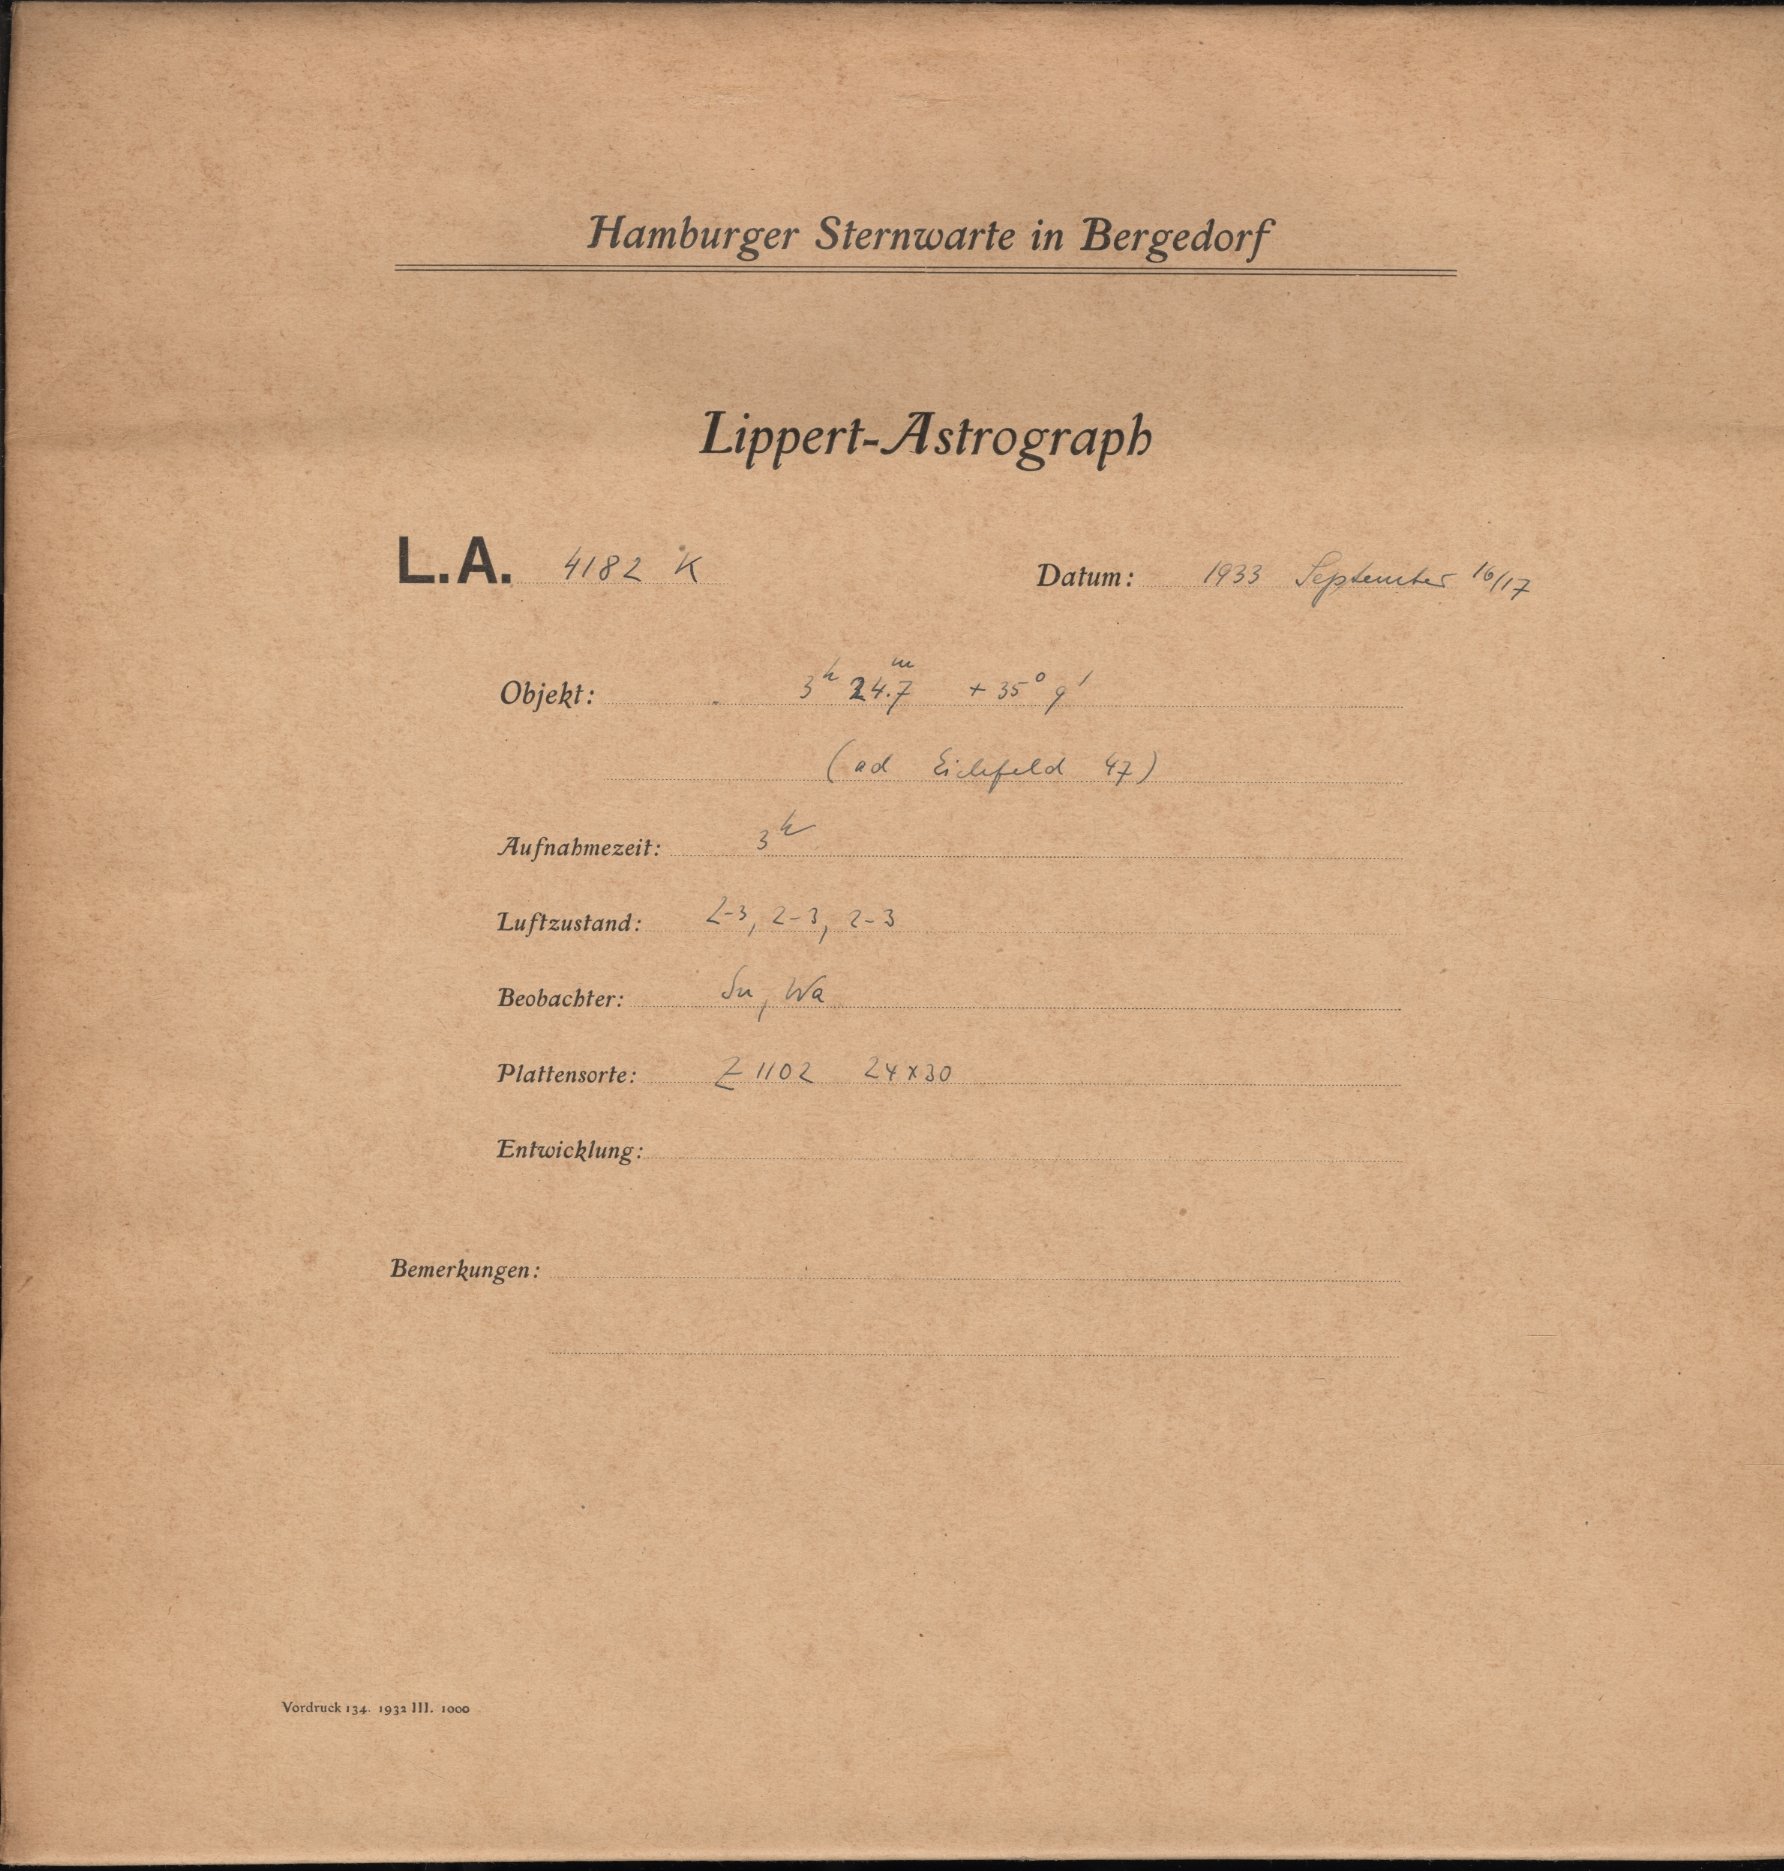 Hamburger Sternwarte in Bergedorf
Lippert-Astrograph
L.A. 4182 K Datum: 1933 September 16/17
Objekt: 3ʰ 24.7ᵐ +35° 9'
(ad Eichfeld 47)
Aufnahmezeit: 3ʰ
Luftzustand: 2-3, 2-3, 2-3
Beobachter: Su, Wa
Plattensorte: Z 1102 24x30
Entwicklung:
Bemerkungen:
Vordruck 134. 1932 III. 1000